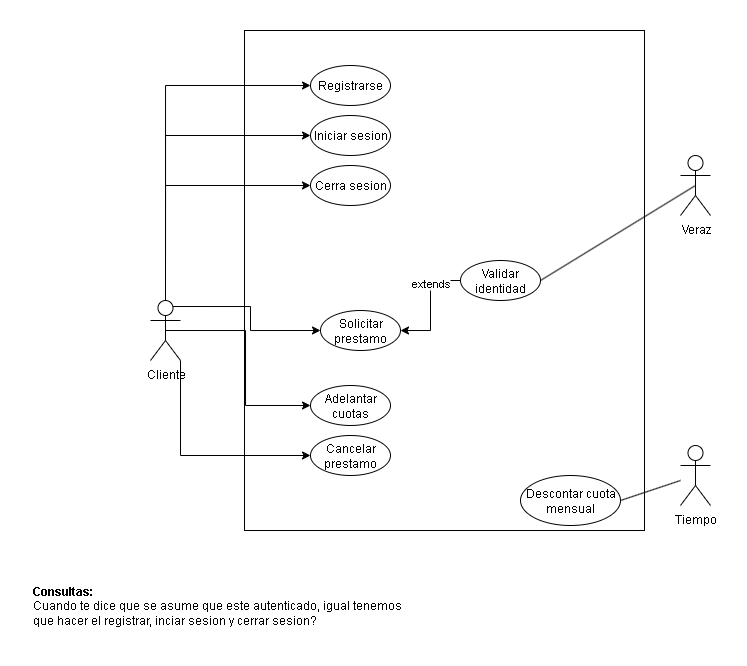 Registrarse
Iniciar sesion
Cerra sesion
Veraz
Validar
identidad
extends
Solicitar
prestamo
Cliente
Adelantar
cuotas
Cancelar
prestamo
Descontar cuota
mensual
Tiempo
Consultas:
Cuando te dice que se asume que este autenticado, igual tenemos
que hacer el registrar, inciar sesion y cerrar sesion?